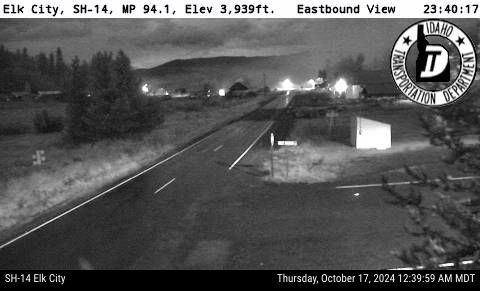 Elk City, SH-14, MP 94.1, Elev 3,939ft. Eastbound View 23:40:17
IDAHO
TRANSPORTATION DEPARTMENT
SH-14 Elk City Thursday, October 17, 2024 12:39:59 AM MDT